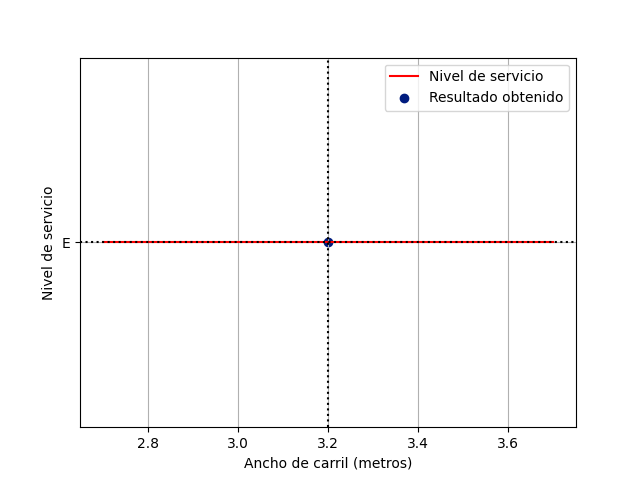 Nivel de servicio
Resultado obtenido
Nivel de servicio
E
2.8 3.0 3.2 3.4 3.6
Ancho de carril (metros)